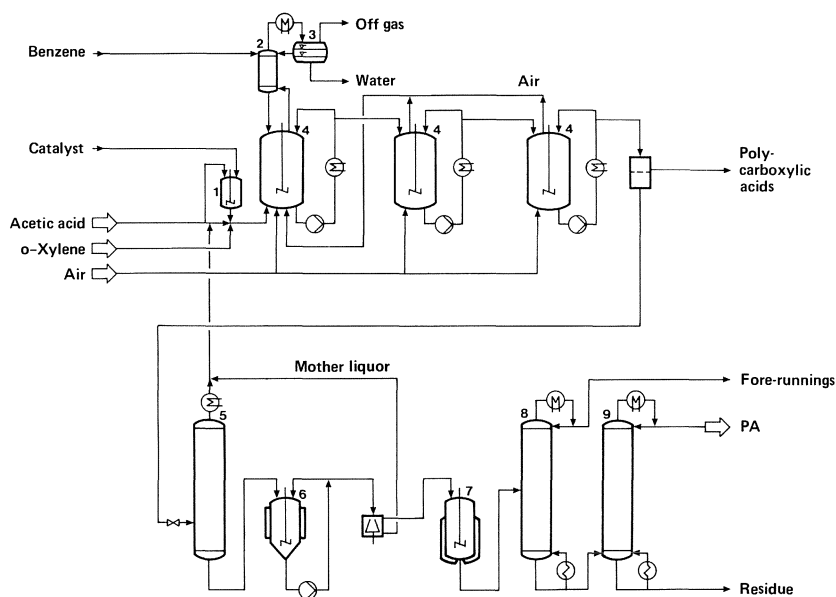 Off gas
2
3
Benzene
Water
Air
4
4
4
Catalyst
Poly-
carboxylic
acids
1
Acetic acid
o-Xylene
Air
Mother liquor
Fore-runnings
5
8
9
PA
6
7
Residue